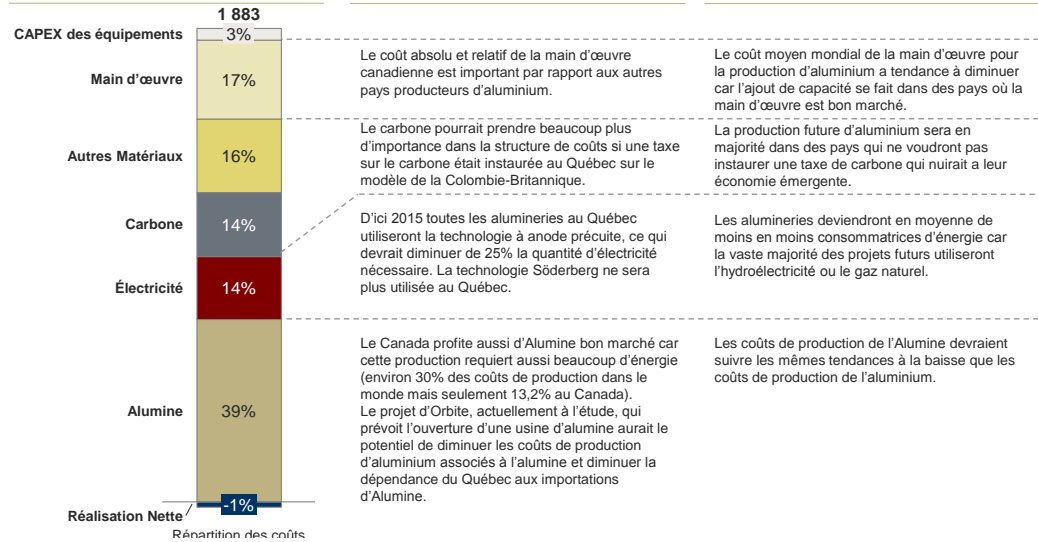 1 883
CAPEX des équipements
3%
Main d'œuvre
17%
Le coût absolu et relatif de la main d'œuvre
canadienne est important par rapport aux autres
pays producteurs d'aluminium.
Le coût moyen mondial de la main d'œuvre pour
la production d'aluminium a tendance à diminuer
car l'ajout de capacité se fait dans des pays où la
main d'œuvre est bon marché.
Autres Matériaux
16%
Le carbone pourrait prendre beaucoup plus
d'importance dans la structure de coûts si une taxe
sur le carbone était instaurée au Québec sur le
modèle de la Colombie-Britannique.
La production future d'aluminium sera en
majorité dans des pays qui ne voudront pas
instaurer une taxe de carbone qui nuirait a leur
économie émergente.
Carbone
14%
Électricité
14%
D'ici 2015 toutes les alumineries au Québec
utiliseront la technologie à anode précuite, ce qui
devrait diminuer de 25% la quantité d'électricité
nécessaire. La technologie Söderberg ne sera
plus utilisée au Québec.
Les alumineries deviendront en moyenne de
moins en moins consommatrices d'énergie car
la vaste majorité des projets futurs utiliseront
l'hydroélectricité ou le gaz naturel.
Alumine
39%
Le Canada profite aussi d'Alumine bon marché car
cette production requiert aussi beaucoup d'énergie
(environ 30% des coûts de production dans le
monde mais seulement 13,2% au Canada).
Le projet d'Orbite, actuellement à l'étude, qui
prévoit l'ouverture d'une usine d'alumine aurait le
potentiel de diminuer les coûts de production
d'aluminium associés à l'alumine et diminuer la
dépendance du Québec aux importations
d'Alumine.
Les coûts de production de l'Alumine devraient
suivre les mêmes tendances à la baisse que les
coûts de production de l'aluminium.
Réalisation Nette
-1%
Répartition des coûts